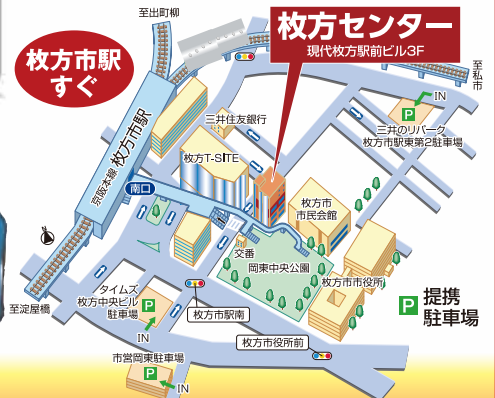 至出町柳
枚方センター
現代枚方駅前ビル3F
枚方市駅
すぐ
至私市
IN
P
三井のリパーク
枚方市駅東第2駐車場
三井住友銀行
京阪本線 枚方市駅
枚方T-SITE
南口
枚方市
市民会館
交番
岡東中央公園
枚方市市役所
P 提携
駐車場
タイムズ
枚方中央ビル
駐車場
P
IN
枚方市駅南
至淀屋橋
枚方市役所前
市営岡東駐車場
P
IN